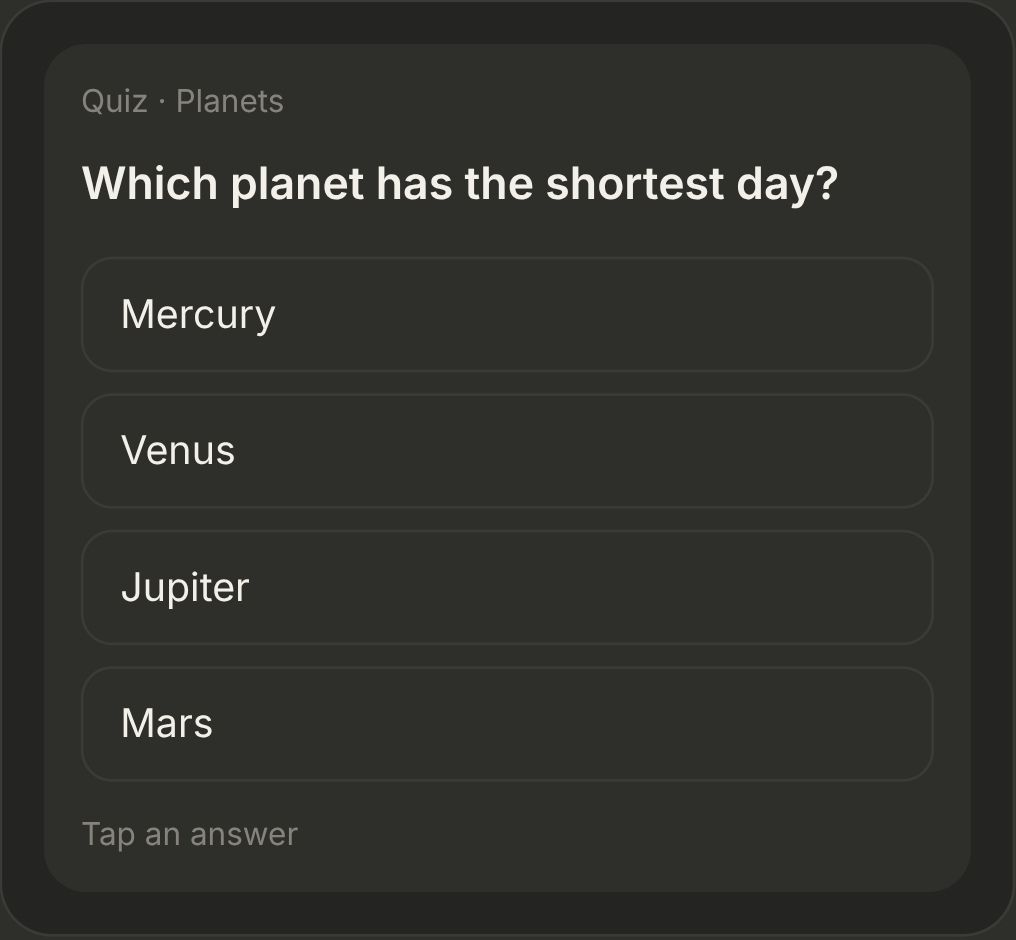 Quiz · Planets
Which planet has the shortest day?
Mercury
Venus
Jupiter
Mars
Tap an answer